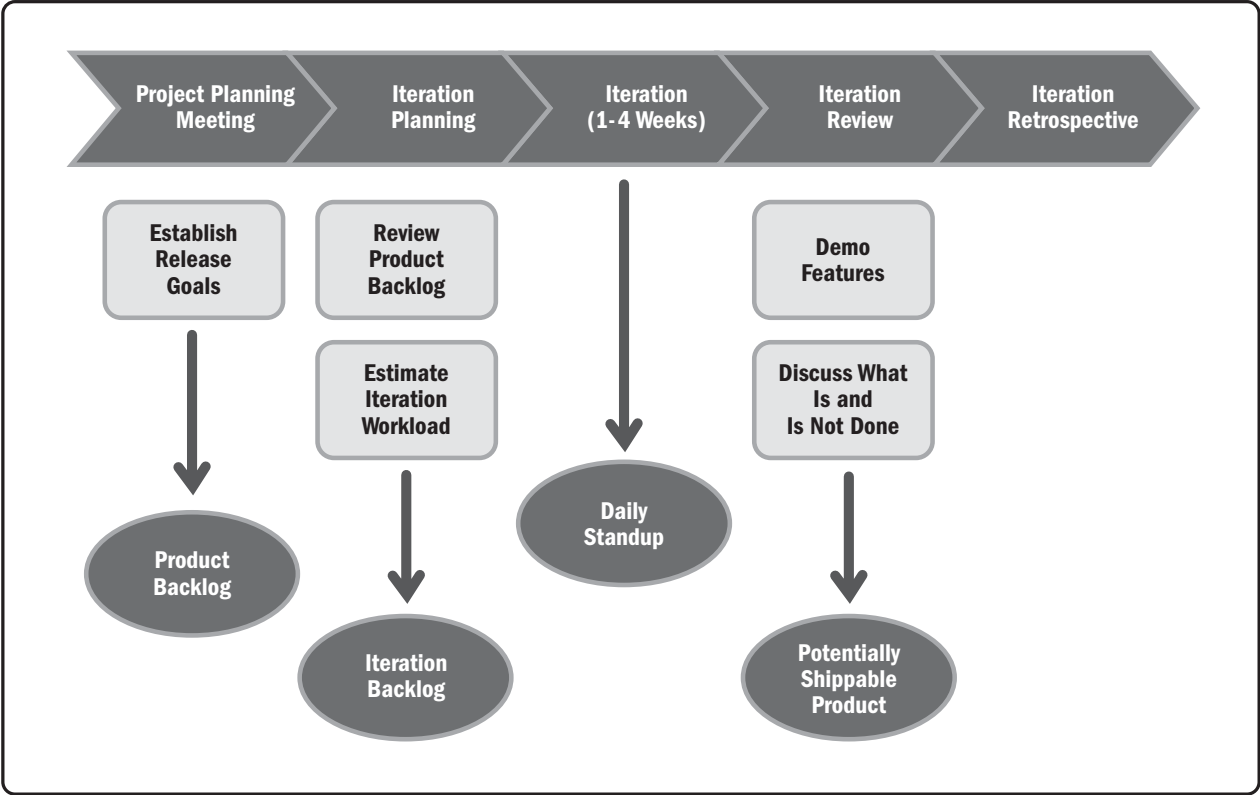 Project Planning
Meeting
Iteration
Planning
Iteration
(1-4 Weeks)
Iteration
Review
Iteration
Retrospective
Establish
Release
Goals
Review
Product
Backlog
Demo
Features
Estimate
Iteration
Workload
Discuss What
Is and
Is Not Done
Daily
Standup
Product
Backlog
Iteration
Backlog
Potentially
Shippable
Product